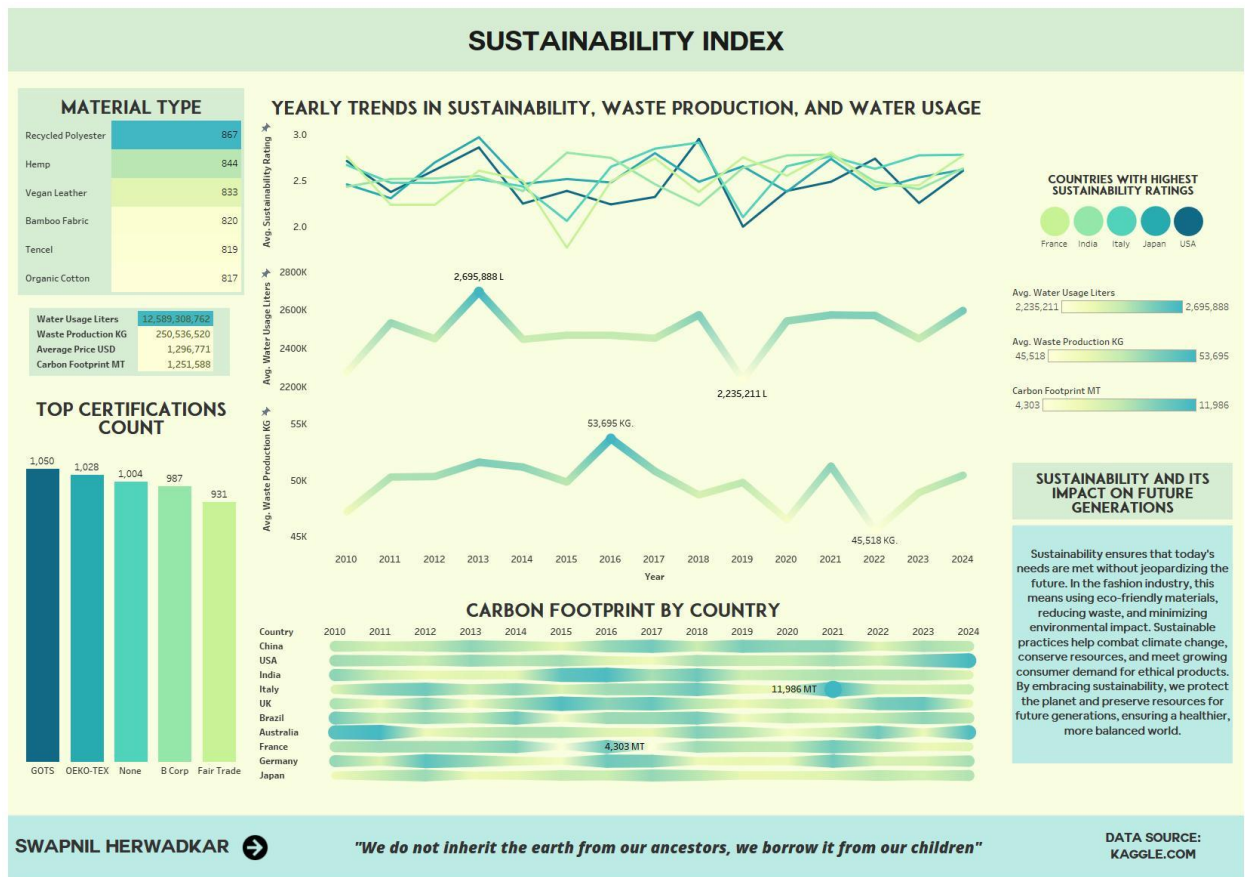 SUSTAINABILITY INDEX
MATERIAL TYPE
Recycled Polyester 867
Hemp 844
Vegan Leather 833
Bamboo Fabric 820
Tencel 819
Organic Cotton 817
Water Usage Liters 12,589,308,762
Waste Production KG 250,536,520
Average Price USD 1,296,771
Carbon Footprint MT 1,251,588
TOP CERTIFICATIONS
COUNT
1,050 1,028 1,004 987 931
GOTS OEKO-TEX None B Corp Fair Trade
YEARLY TRENDS IN SUSTAINABILITY, WASTE PRODUCTION, AND WATER USAGE
Avg. Sustainability Rating
3.0
2.5
2.0
Avg. Water Usage Liters
2800K
2600K
2400K
2200K
2,695,888 L
2,235,211 L
Avg. Waste Production KG
55K
50K
45K
53,695 KG.
45,518 KG.
2010 2011 2012 2013 2014 2015 2016 2017 2018 2019 2020 2021 2022 2023 2024
Year
CARBON FOOTPRINT BY COUNTRY
Country 2010 2011 2012 2013 2014 2015 2016 2017 2018 2019 2020 2021 2022 2023 2024
China
USA
India
Italy 11,986 MT
UK
Brazil
Australia
France 4,303 MT
Germany
Japan
COUNTRIES WITH HIGHEST
SUSTAINABILITY RATINGS
France India Italy Japan USA
Avg. Water Usage Liters
2,235,211 2,695,888
Avg. Waste Production KG
45,518 53,695
Carbon Footprint MT
4,303 11,986
SUSTAINABILITY AND ITS
IMPACT ON FUTURE
GENERATIONS
Sustainability ensures that today's
needs are met without jeopardizing the
future. In the fashion industry, this
means using eco-friendly materials,
reducing waste, and minimizing
environmental impact. Sustainable
practices help combat climate change,
conserve resources, and meet growing
consumer demand for ethical products.
By embracing sustainability, we protect
the planet and preserve resources for
future generations, ensuring a healthier,
more balanced world.
SWAPNIL HERWADKAR
"We do not inherit the earth from our ancestors, we borrow it from our children"
DATA SOURCE:
KAGGLE.COM